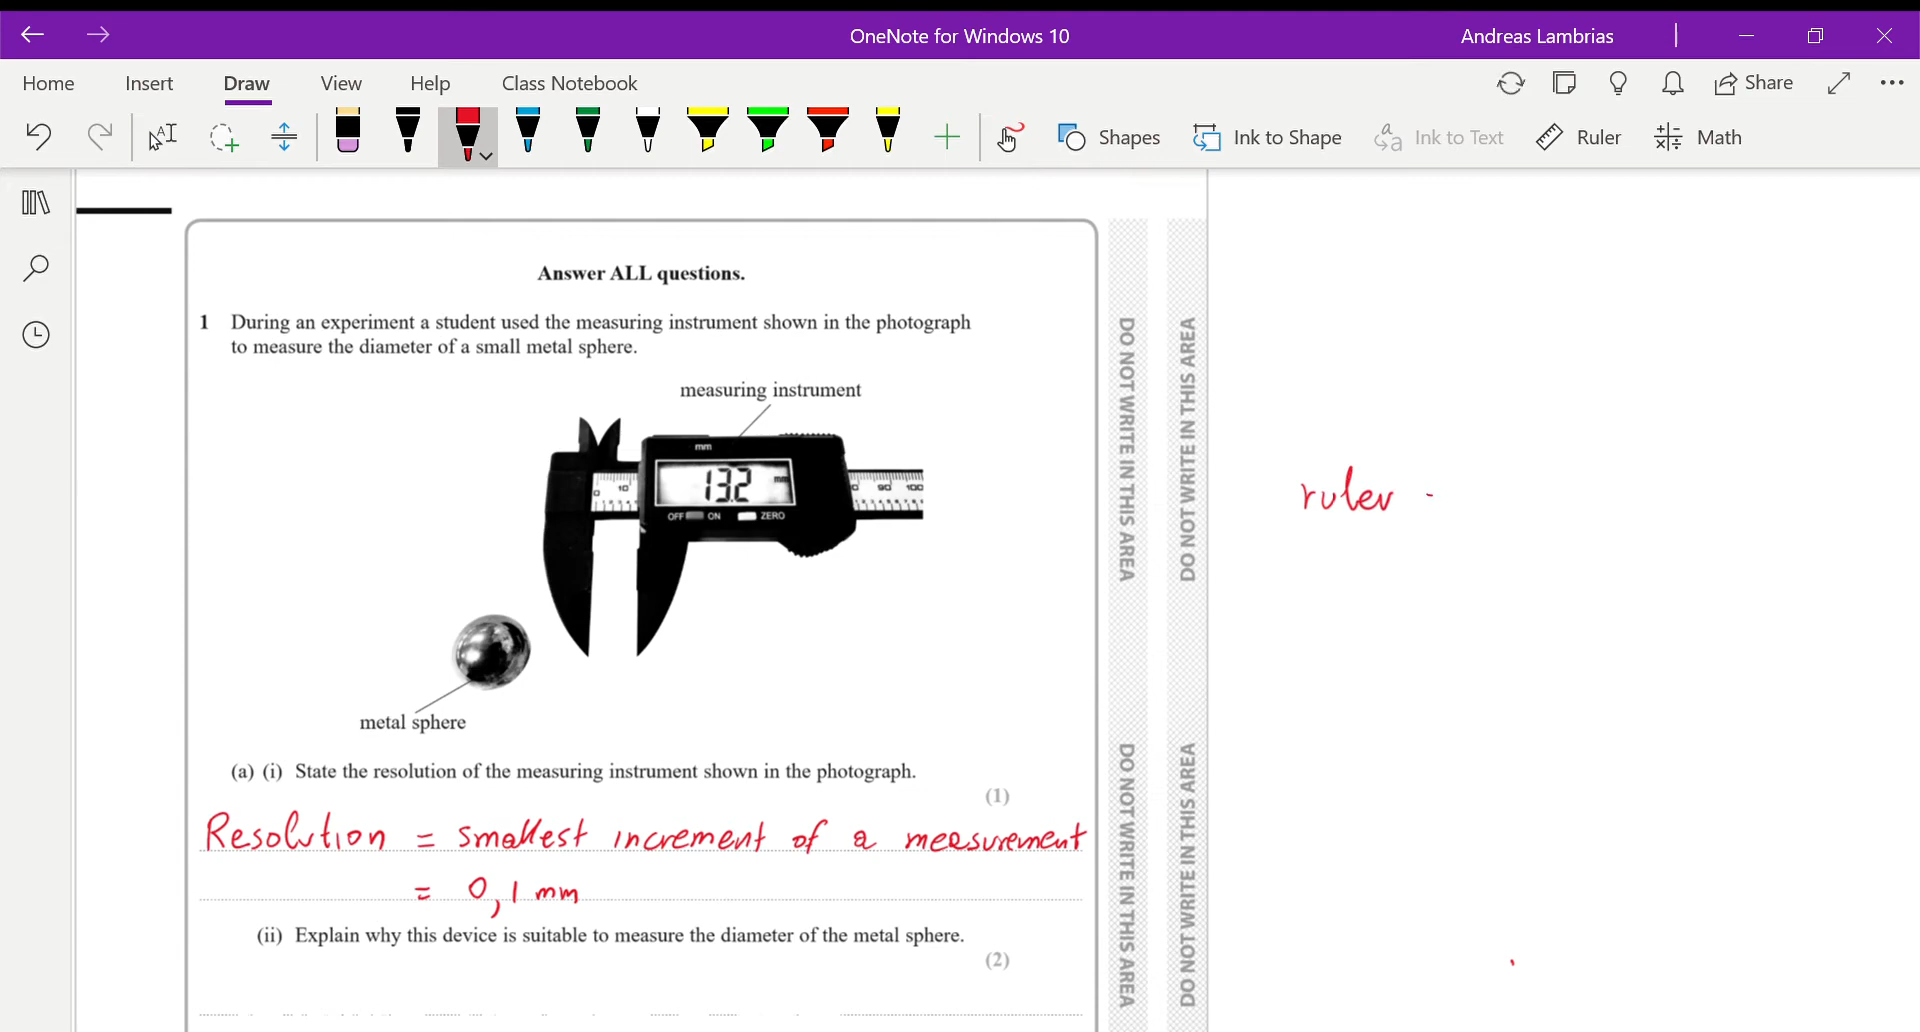 OneNote for Windows 10
Andreas Lambrias
Home Insert Draw View Help Class Notebook
Share
Shapes Ink to Shape Ink to Text Ruler Math
Answer ALL questions.
1 During an experiment a student used the measuring instrument shown in the photograph
to measure the diameter of a small metal sphere.
measuring instrument
mm
13.2 mm
0 10
0 90 100
OFF ON ZERO
metal sphere
(a) (i) State the resolution of the measuring instrument shown in the photograph.
(1)
Resolution = smallest increment of a measurement
= 0,1 mm
(ii) Explain why this device is suitable to measure the diameter of the metal sphere.
(2)
DO NOT WRITE IN THIS AREA
DO NOT WRITE IN THIS AREA
DO NOT WRITE IN THIS AREA
DO NOT WRITE IN THIS AREA
ruler -